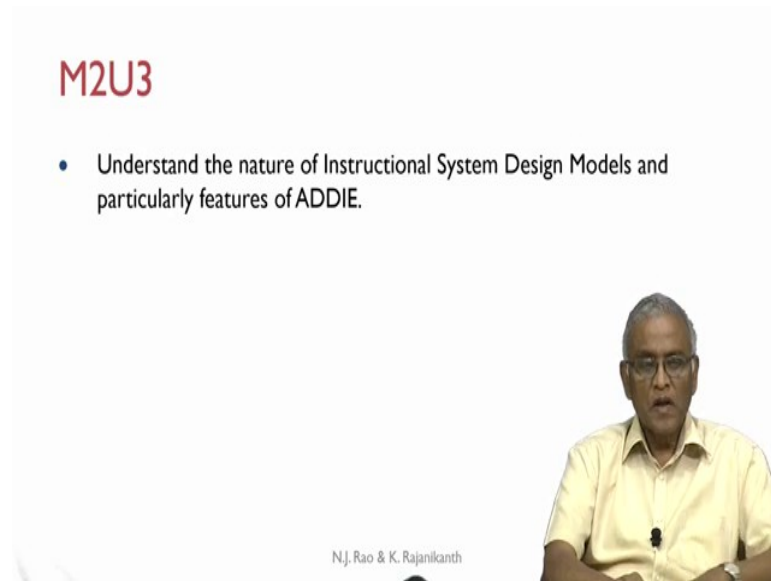 M2U3
• Understand the nature of Instructional System Design Models and
particularly features of ADDIE.
N.J. Rao & K. Rajanikanth